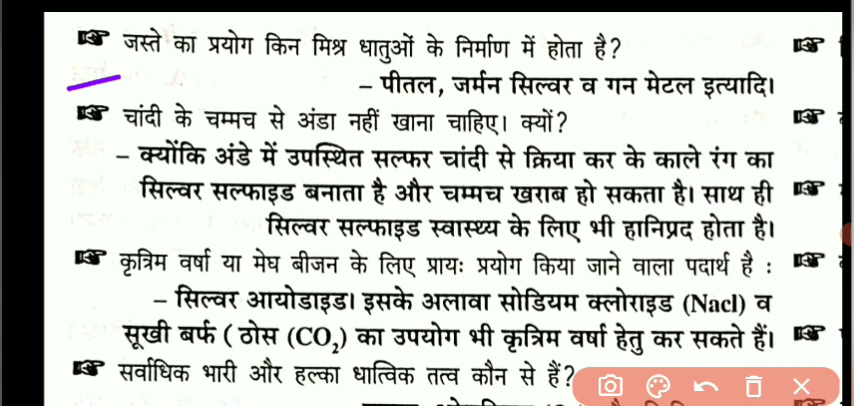 जस्ते का प्रयोग किन मिश्र धातुओं के निर्माण में होता है?
– पीतल, जर्मन सिल्वर व गन मेटल इत्यादि।
चांदी के चम्मच से अंडा नहीं खाना चाहिए। क्यों?
– क्योंकि अंडे में उपस्थित सल्फर चांदी से क्रिया कर के काले रंग का
सिल्वर सल्फाइड बनाता है और चम्मच खराब हो सकता है। साथ ही
सिल्वर सल्फाइड स्वास्थ्य के लिए भी हानिप्रद होता है।
कृत्रिम वर्षा या मेघ बीजन के लिए प्रायः प्रयोग किया जाने वाला पदार्थ है :
– सिल्वर आयोडाइड। इसके अलावा सोडियम क्लोराइड (Nacl) व
सूखी बर्फ ( ठोस (CO₂) का उपयोग भी कृत्रिम वर्षा हेतु कर सकते हैं।
सर्वाधिक भारी और हल्का धात्विक तत्व कौन से हैं?